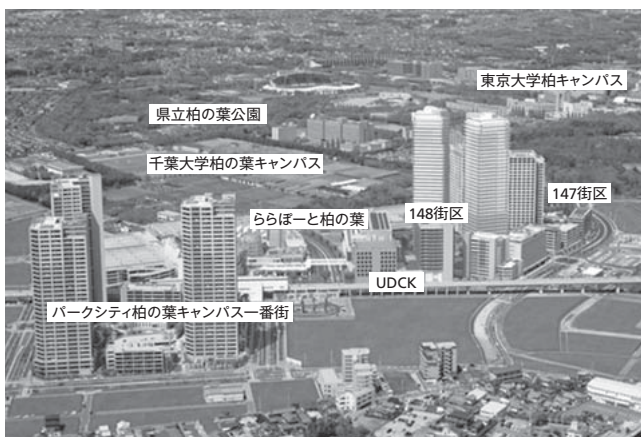 東京大学柏キャンパス
県立柏の葉公園
千葉大学柏の葉キャンパス
147街区
ららぽーと柏の葉
148街区
UDCK
パークシティ柏の葉キャンパス一番街